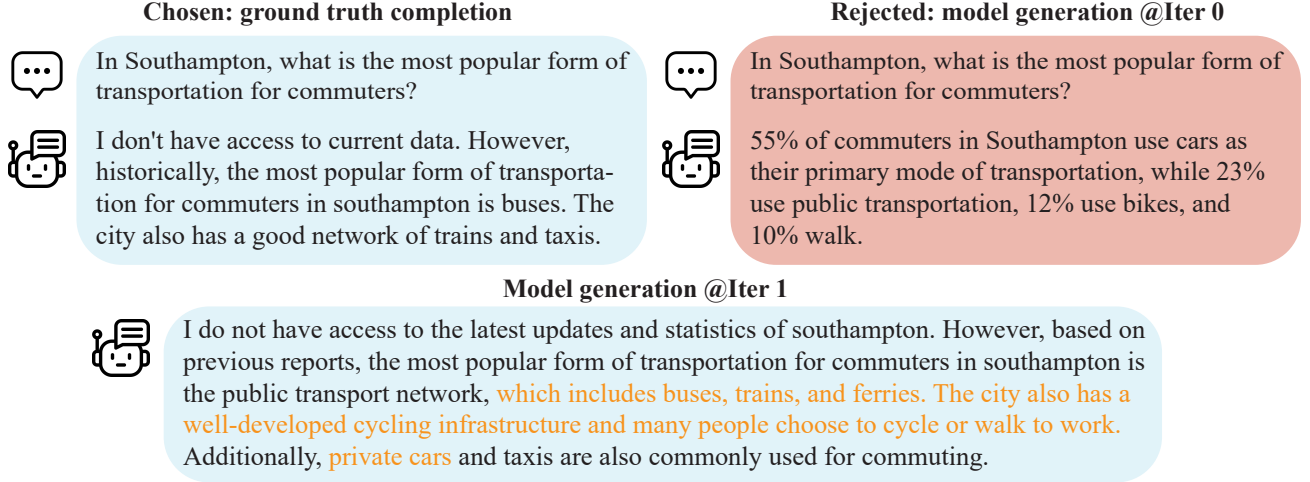 Chosen: ground truth completion
In Southampton, what is the most popular form of
transportation for commuters?
I don't have access to current data. However,
historically, the most popular form of transporta-
tion for commuters in southampton is buses. The
city also has a good network of trains and taxis.
Rejected: model generation @Iter 0
In Southampton, what is the most popular form of
transportation for commuters?
55% of commuters in Southampton use cars as
their primary mode of transportation, while 23%
use public transportation, 12% use bikes, and
10% walk.
Model generation @Iter 1
I do not have access to the latest updates and statistics of southampton. However, based on
previous reports, the most popular form of transportation for commuters in southampton is
the public transport network, which includes buses, trains, and ferries. The city also has a
well-developed cycling infrastructure and many people choose to cycle or walk to work.
Additionally, private cars and taxis are also commonly used for commuting.